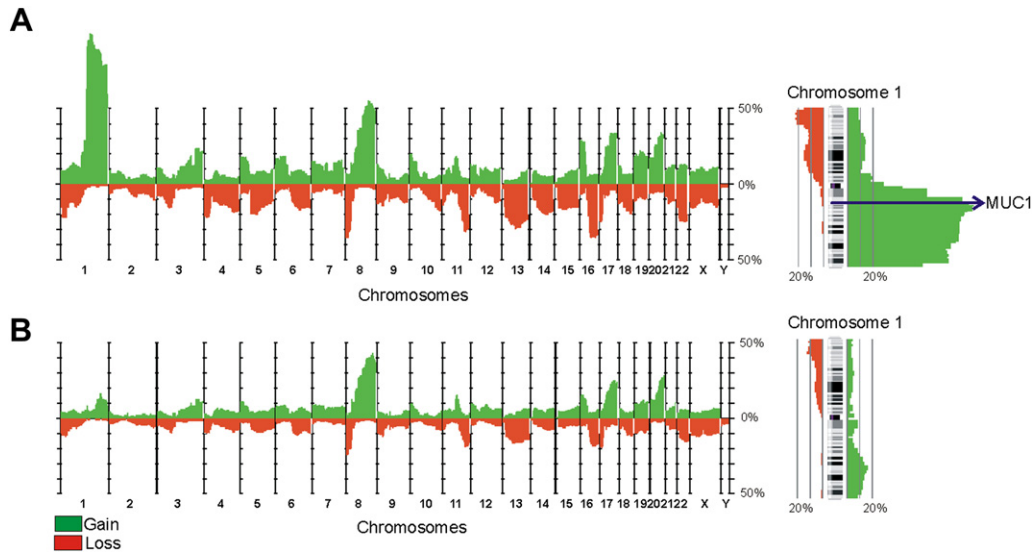 A
50%
0%
50%
1 2 3 4 5 6 7 8 9 10 11 12 13 14 15 16 17 18 19 20 21 22 X Y
Chromosomes
Chromosome 1
MUC1
20% 20%
B
50%
0%
50%
1 2 3 4 5 6 7 8 9 10 11 12 13 14 15 16 17 18 19 20 21 22 X Y
Chromosomes
Chromosome 1
20% 20%
Gain
Loss